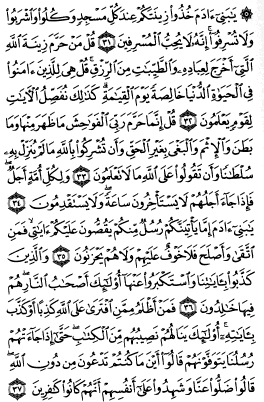 ۞ يَٰبَنِىٓ ءَادَمَ خُذُوا۟ زِينَتَكُمْ عِندَ كُلِّ مَسْجِدٍ وَكُلُوا۟ وَٱشْرَبُوا۟
وَلَا تُسْرِفُوٓا۟ إِنَّهُۥ لَا يُحِبُّ ٱلْمُسْرِفِينَ ٣١ قُلْ مَنْ حَرَّمَ زِينَةَ ٱللَّهِ
ٱلَّتِىٓ أَخْرَجَ لِعِبَادِهِۦ وَٱلطَّيِّبَٰتِ مِنَ ٱلرِّزْقِ قُلْ هِىَ لِلَّذِينَ ءَامَنُوا۟
فِى ٱلْحَيَوٰةِ ٱلدُّنْيَا خَالِصَةً يَوْمَ ٱلْقِيَٰمَةِ كَذَٰلِكَ نُفَصِّلُ ٱلْءَايَٰتِ
لِقَوْمٍ يَعْلَمُونَ ٣٢ قُلْ إِنَّمَا حَرَّمَ رَبِّىَ ٱلْفَوَٰحِشَ مَا ظَهَرَ مِنْهَا وَمَا
بَطَنَ وَٱلْإِثْمَ وَٱلْبَغْىَ بِغَيْرِ ٱلْحَقِّ وَأَن تُشْرِكُوا۟ بِٱللَّهِ مَا لَمْ يُنَزِّلْ بِهِۦ
سُلْطَٰنًا وَأَن تَقُولُوا۟ عَلَى ٱللَّهِ مَا لَا تَعْلَمُونَ ٣٣ وَلِكُلِّ أُمَّةٍ أَجَلٌ
فَإِذَا جَآءَ أَجَلُهُمْ لَا يَسْتَأْخِرُونَ سَاعَةً وَلَا يَسْتَقْدِمُونَ ٣٤
يَٰبَنِىٓ ءَادَمَ إِمَّا يَأْتِيَنَّكُمْ رُسُلٌ مِّنكُمْ يَقُصُّونَ عَلَيْكُمْ ءَايَٰتِى فَمَنِ
ٱتَّقَىٰ وَأَصْلَحَ فَلَا خَوْفٌ عَلَيْهِمْ وَلَا هُمْ يَحْزَنُونَ ٣٥ وَٱلَّذِينَ
كَذَّبُوا۟ بِـَٔايَٰتِنَا وَٱسْتَكْبَرُوا۟ عَنْهَآ أُو۟لَٰٓئِكَ أَصْحَٰبُ ٱلنَّارِ هُمْ
فِيهَا خَٰلِدُونَ ٣٦ فَمَنْ أَظْلَمُ مِمَّنِ ٱفْتَرَىٰ عَلَى ٱللَّهِ كَذِبًا أَوْ كَذَّبَ
بِـَٔايَٰتِهِۦٓ أُو۟لَٰٓئِكَ يَنَالُهُمْ نَصِيبُهُم مِّنَ ٱلْكِتَٰبِ حَتَّىٰٓ إِذَا جَآءَتْهُمْ
رُسُلُنَا يَتَوَفَّوْنَهُمْ قَالُوٓا۟ أَيْنَ مَا كُنتُمْ تَدْعُونَ مِن دُونِ ٱللَّهِ
قَالُوا۟ ضَلُّوا۟ عَنَّا وَشَهِدُوا۟ عَلَىٰٓ أَنفُسِهِمْ أَنَّهُمْ كَانُوا۟ كَٰفِرِينَ ٣٧